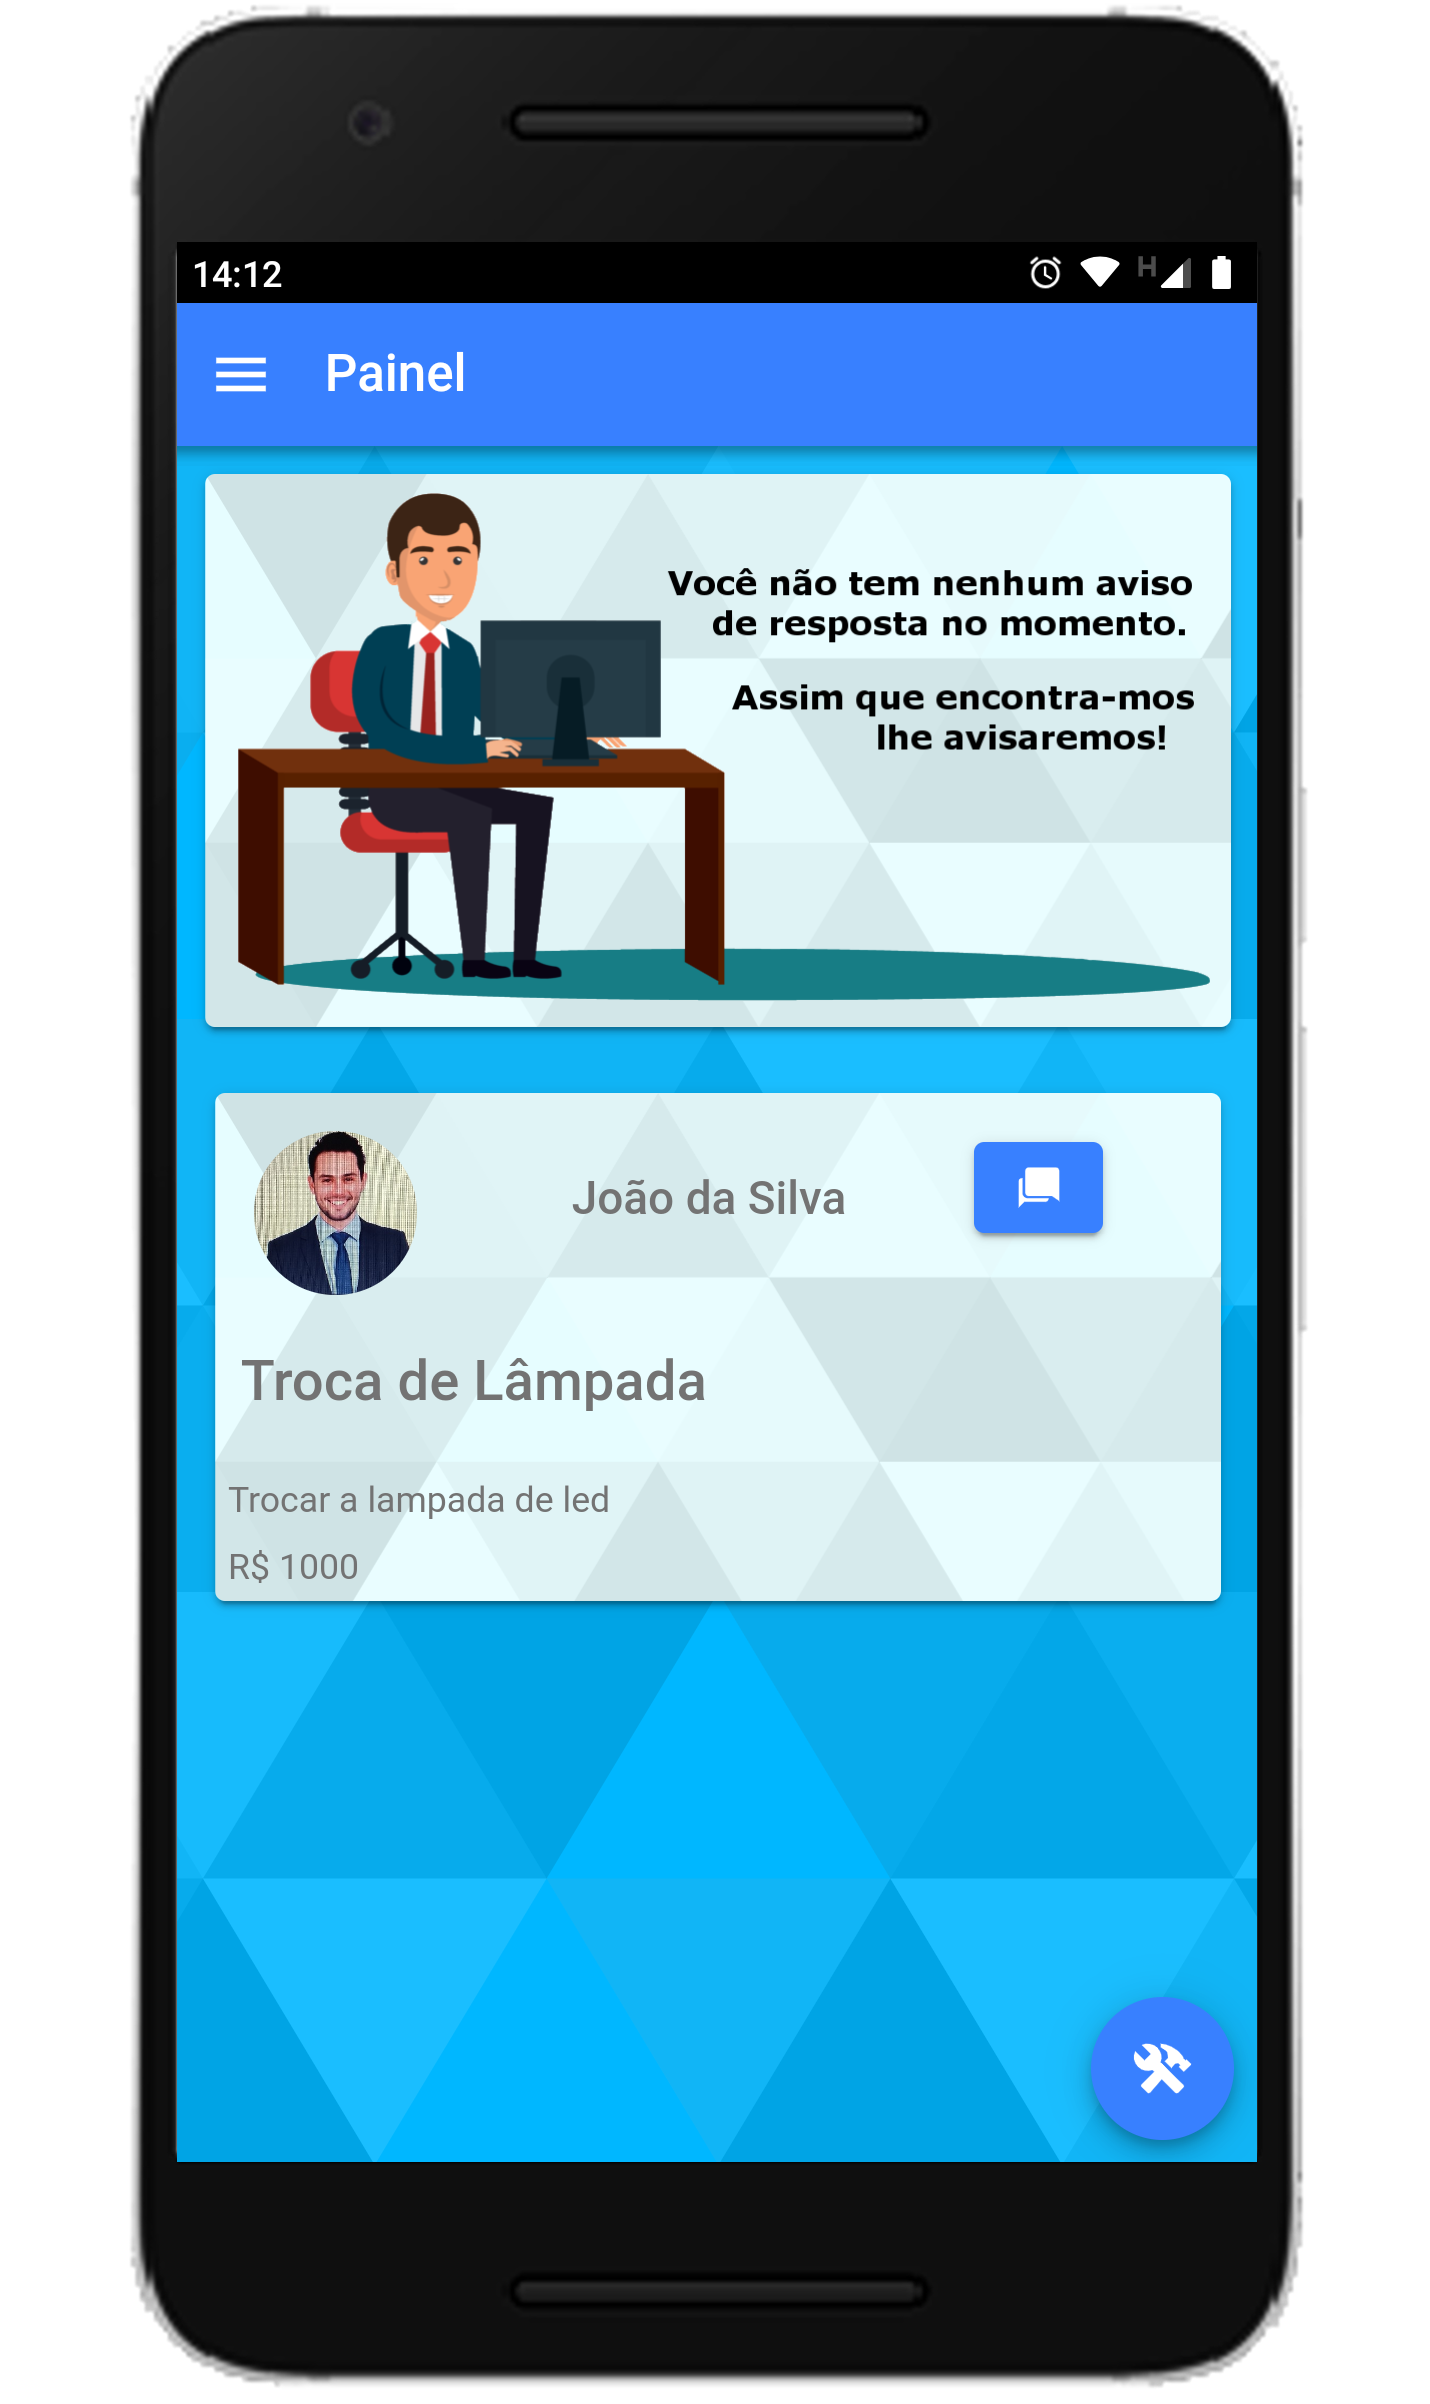 14:12
H
Painel
Você não tem nenhum aviso
de resposta no momento.
Assim que encontra-mos
lhe avisaremos!
João da Silva
Troca de Lâmpada
Trocar a lampada de led
R$ 1000